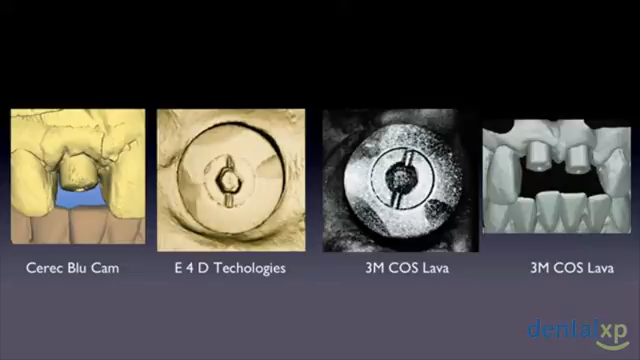 Cerec Blu Cam
E 4 D Techologies
3M COS Lava
3M COS Lava
dentalxp